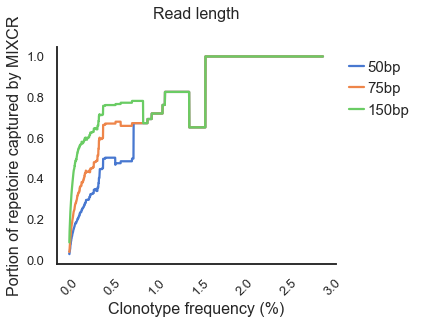 Read length
Portion of repetoire captured by MIXCR
1.0
0.8
0.6
0.4
0.2
0.0
50bp
75bp
150bp
0.0 0.5 1.0 1.5 2.0 2.5 3.0
Clonotype frequency (%)